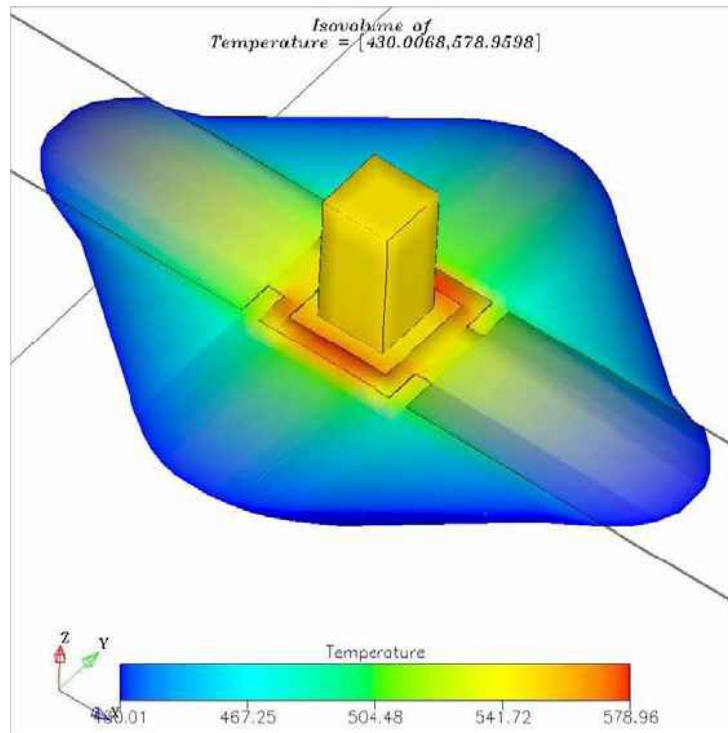 Isovolume of
Temperature = [430.0068,578.9598]
Z
Y
X
Temperature
467.25 504.48 541.72 578.96